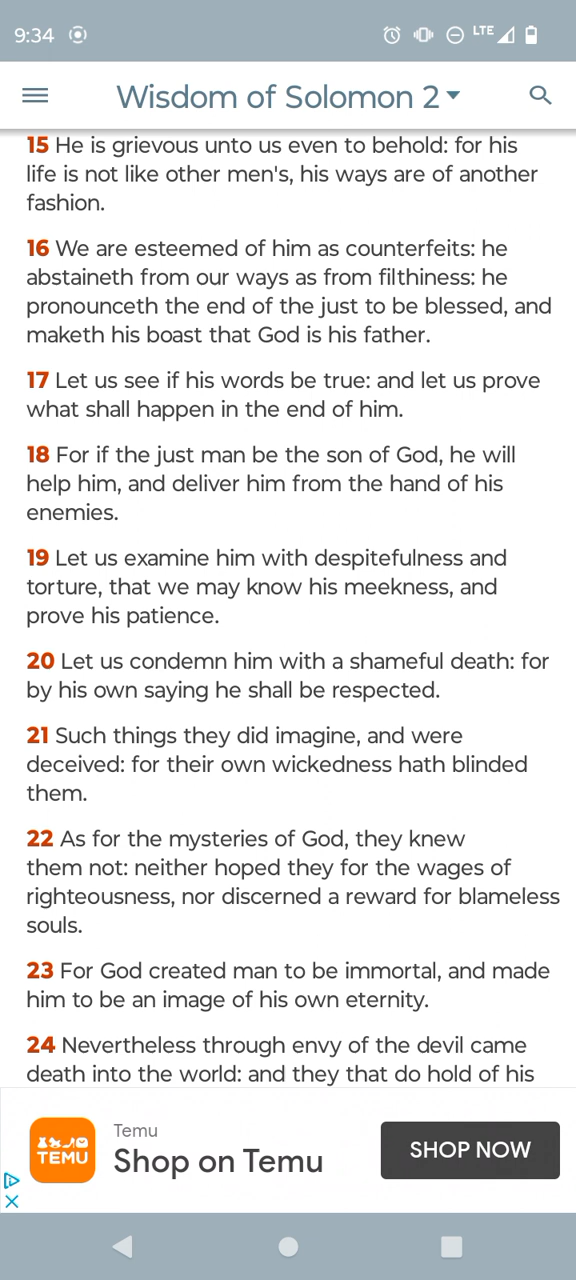 9:34
LTE
Wisdom of Solomon 2
15 He is grievous unto us even to behold: for his
life is not like other men's, his ways are of another
fashion.
16 We are esteemed of him as counterfeits: he
abstaineth from our ways as from filthiness: he
pronounceth the end of the just to be blessed, and
maketh his boast that God is his father.
17 Let us see if his words be true: and let us prove
what shall happen in the end of him.
18 For if the just man be the son of God, he will
help him, and deliver him from the hand of his
enemies.
19 Let us examine him with despitefulness and
torture, that we may know his meekness, and
prove his patience.
20 Let us condemn him with a shameful death: for
by his own saying he shall be respected.
21 Such things they did imagine, and were
deceived: for their own wickedness hath blinded
them.
22 As for the mysteries of God, they knew
them not: neither hoped they for the wages of
righteousness, nor discerned a reward for blameless
souls.
23 For God created man to be immortal, and made
him to be an image of his own eternity.
24 Nevertheless through envy of the devil came
death into the world: and they that do hold of his
TEMU
Temu
Shop on Temu
SHOP NOW